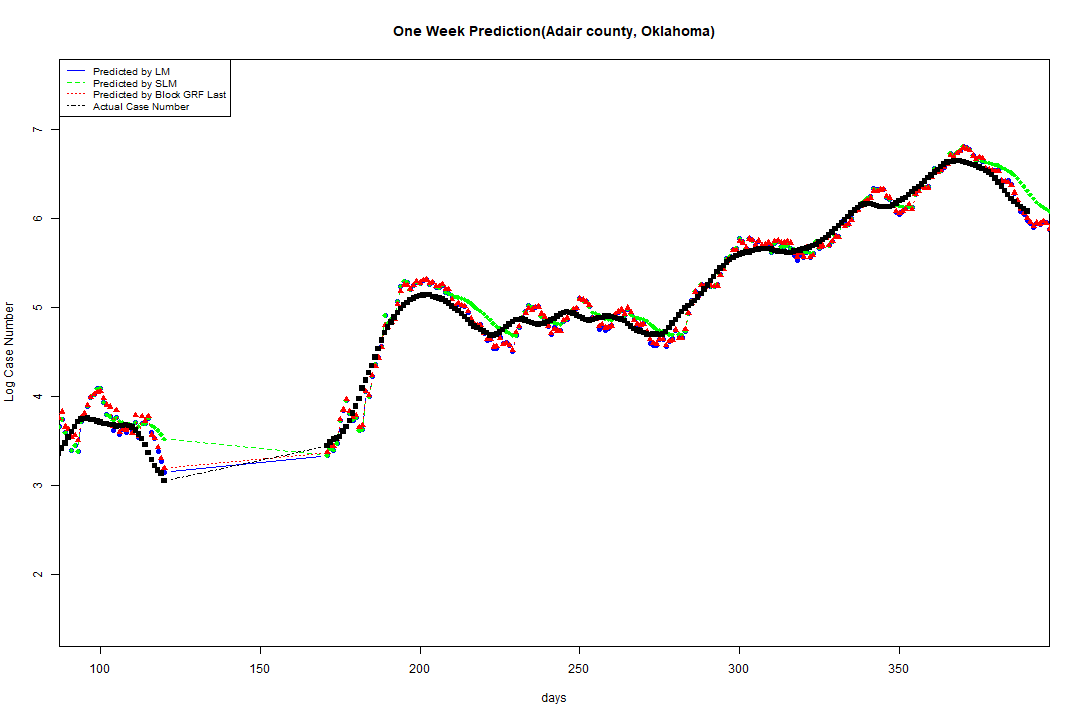 One Week Prediction(Adair county, Oklahoma)
Predicted by LM
Predicted by SLM
Predicted by Block GRF Last
Actual Case Number
7
6
5
4
3
2
Log Case Number
100 150 200 250 300 350
days